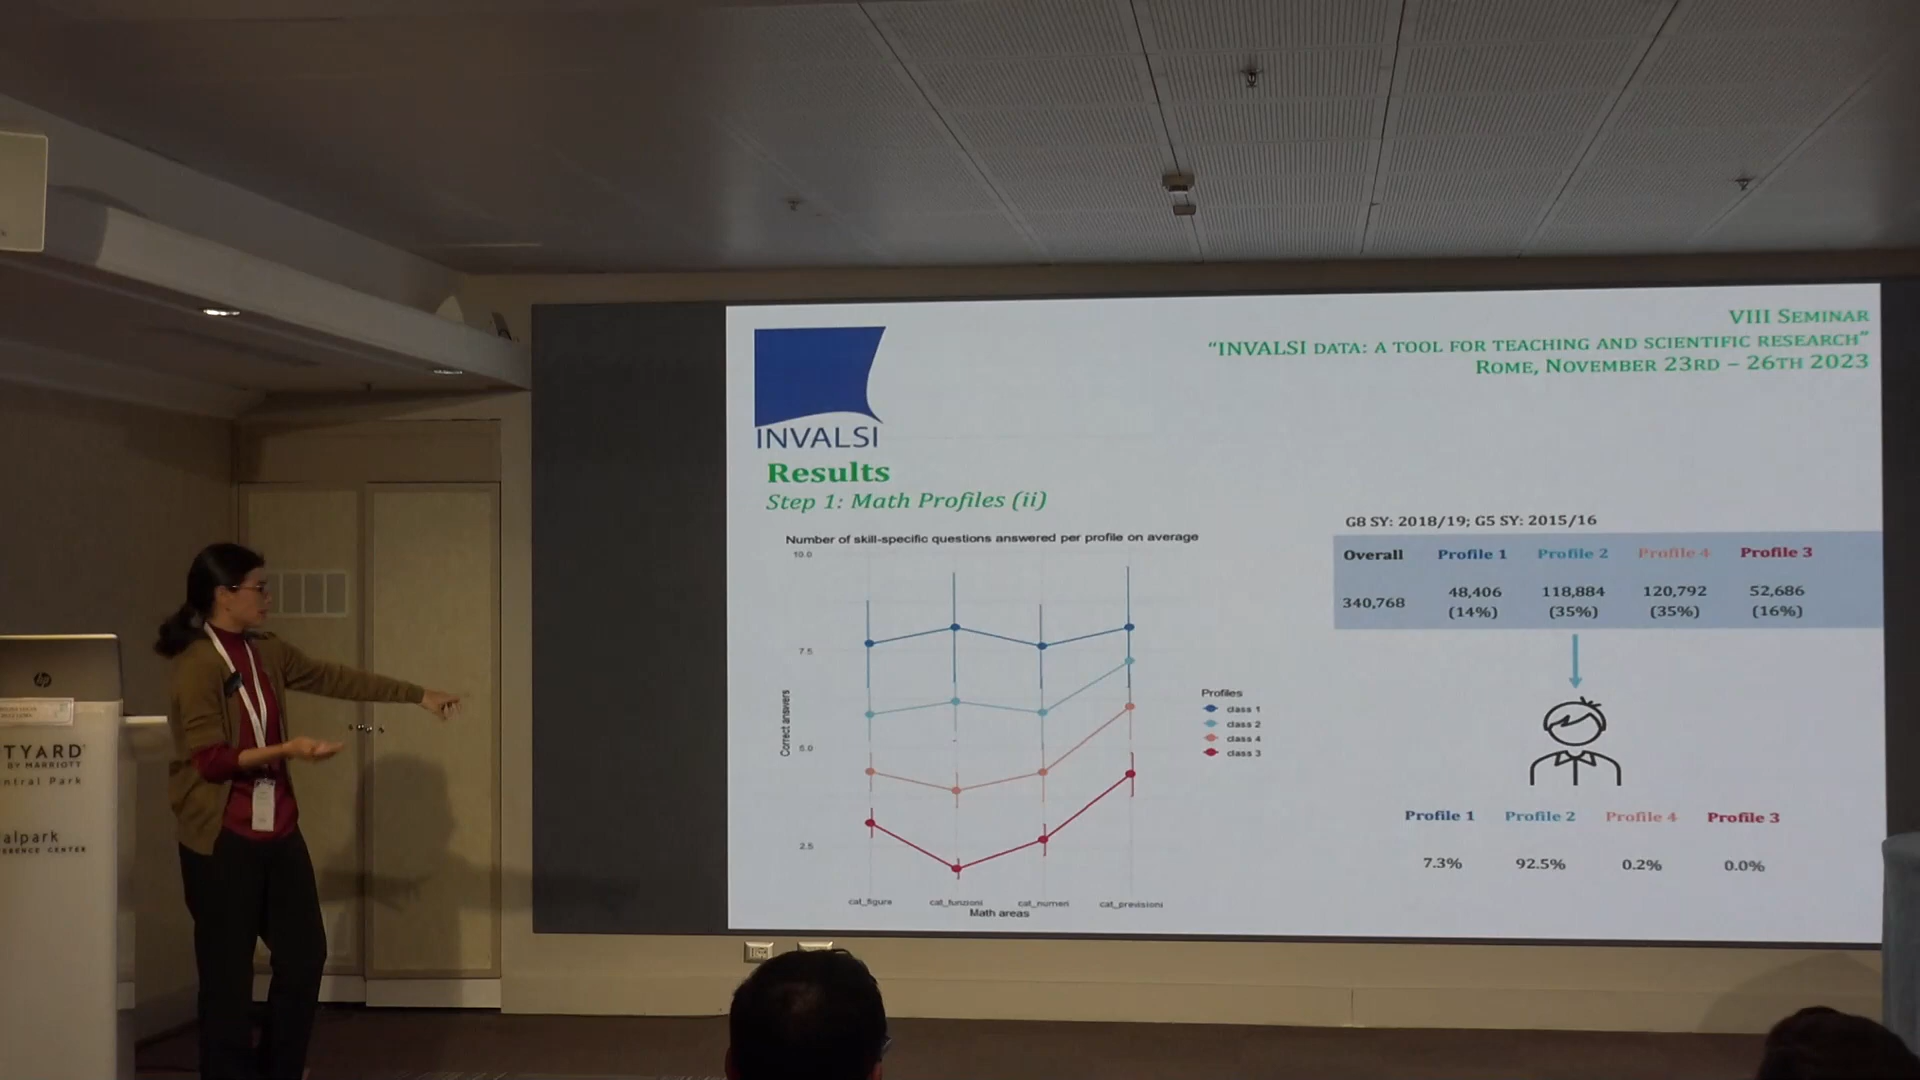 VIII SEMINAR
“INVALSI DATA: A TOOL FOR TEACHING AND SCIENTIFIC RESEARCH”
ROME, NOVEMBER 23RD – 26TH 2023
INVALSI
Results
Step 1: Math Profiles (ii)
Number of skill-specific questions answered per profile on average
10.0
7.5
5.0
2.5
Correct answers
cat_figure cat_funzioni cat_numeri cat_previsioni
Math areas
Profiles
class 1
class 2
class 4
class 3
G8 SY: 2018/19; G5 SY: 2015/16
Overall Profile 1 Profile 2 Profile 4 Profile 3
340,768 48,406 118,884 120,792 52,686
(14%) (35%) (35%) (16%)
Profile 1 Profile 2 Profile 4 Profile 3
7.3% 92.5% 0.2% 0.0%
hp
TYARD
BY MARRIOTT
ntral Park
alpark
ERENCE CENTER